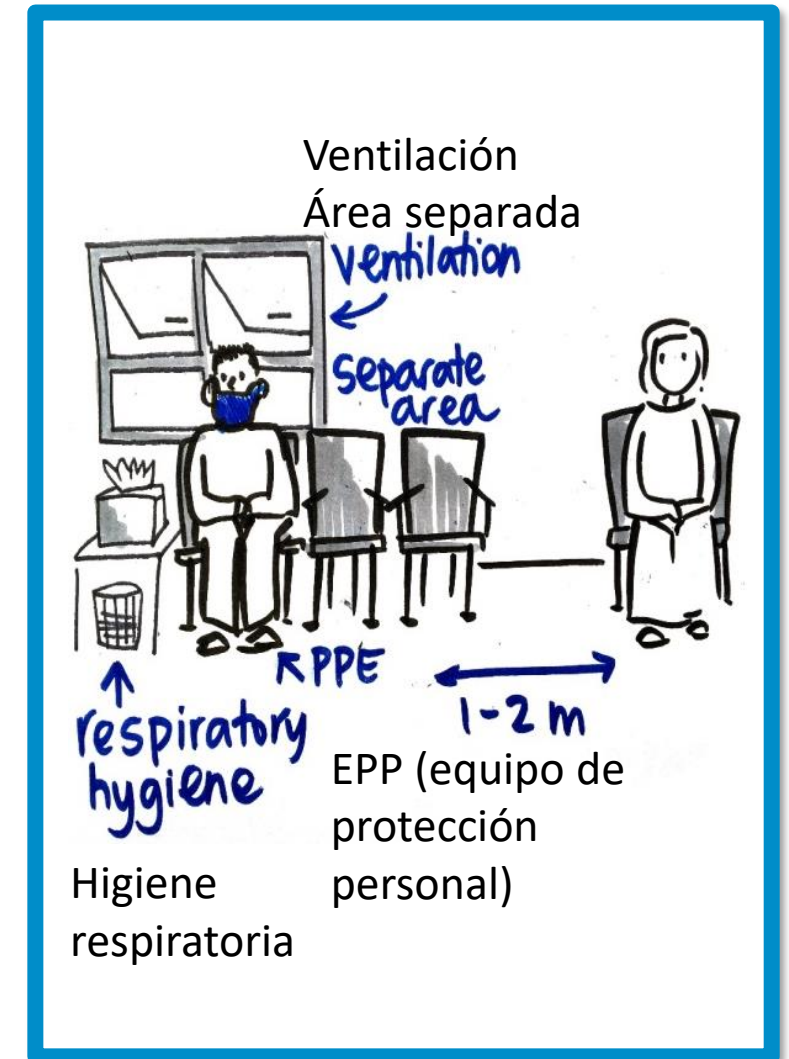 Ventilación
Área separada
ventilation
separate
area
PPE
1-2 m
respiratory
hygiene
EPP (equipo de
protección
personal)
Higiene
respiratoria